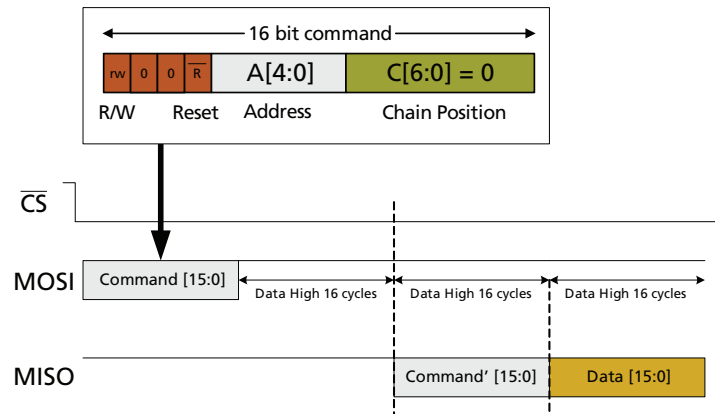 16 bit command
rw 0 0 R A[4:0] C[6:0] = 0
R/W Reset Address Chain Position
CS
MOSI Command [15:0] Data High 16 cycles Data High 16 cycles Data High 16 cycles
MISO Command' [15:0] Data [15:0]